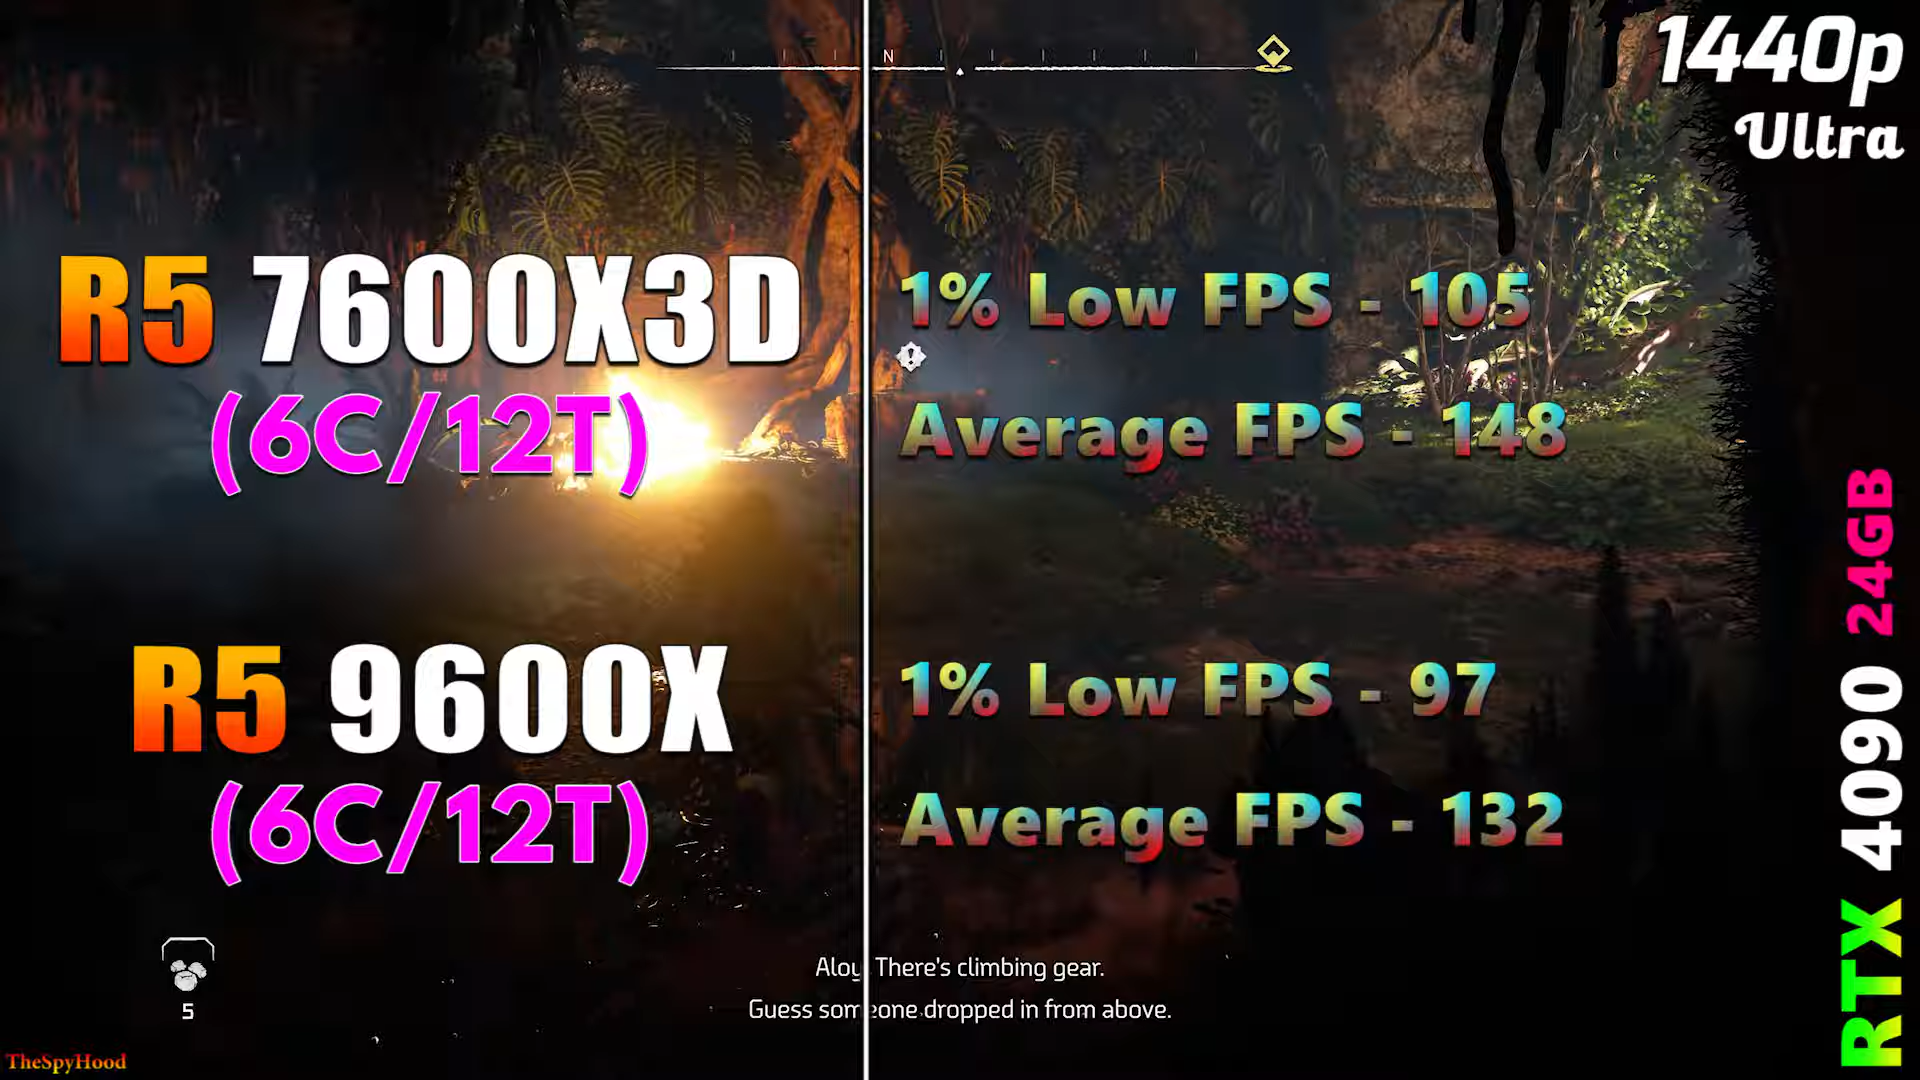 N
1440p
Ultra
R5 7600X3D
(6C/12T)
1% Low FPS - 105
Average FPS - 148
R5 9600X
(6C/12T)
1% Low FPS - 97
Average FPS - 132
RTX 4090 24GB
Aloy. There's climbing gear.
Guess someone dropped in from above.
5
TheSpyHood